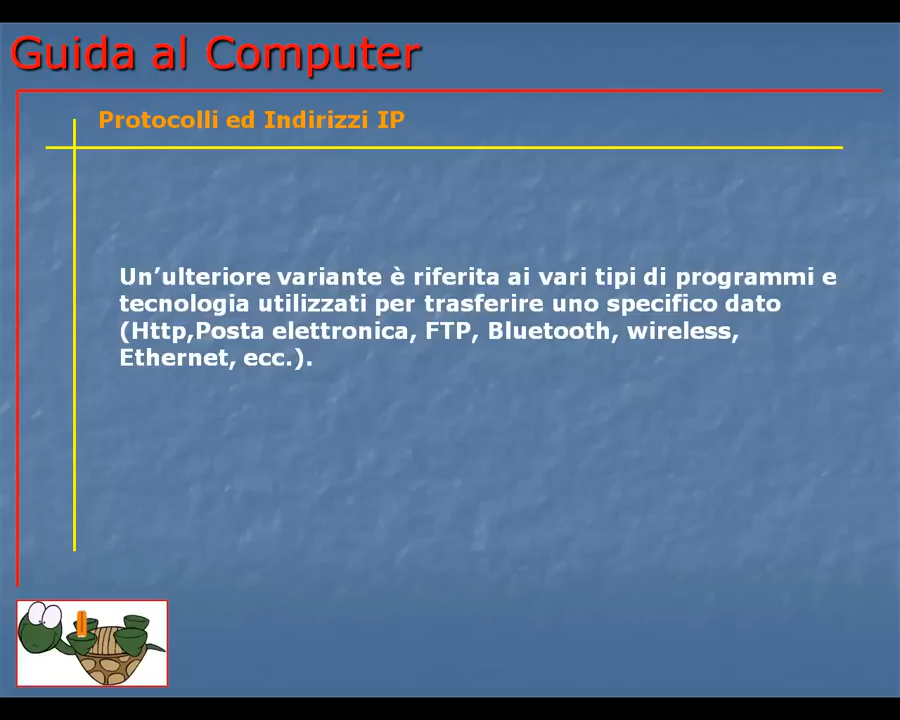 Guida al Computer
Protocolli ed Indirizzi IP
Un’ulteriore variante è riferita ai vari tipi di programmi e
tecnologia utilizzati per trasferire uno specifico dato
(Http,Posta elettronica, FTP, Bluetooth, wireless,
Ethernet, ecc.).